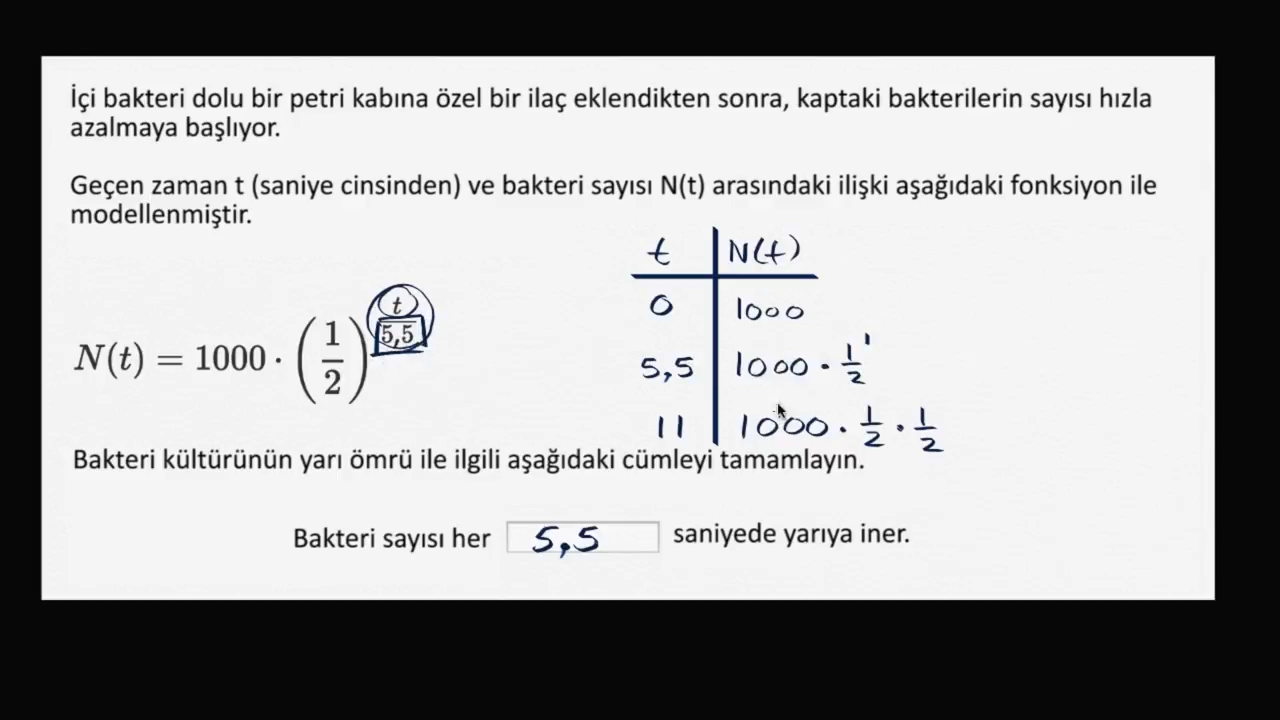 İçi bakteri dolu bir petri kabına özel bir ilaç eklendikten sonra, kaptaki bakterilerin sayısı hızla
azalmaya başlıyor.
Geçen zaman t (saniye cinsinden) ve bakteri sayısı N(t) arasındaki ilişki aşağıdaki fonksiyon ile
modellenmiştir.
t N(t)
0 1000
5,5 1000 · 1/2 ¹
11 1000 · 1/2 · 1/2
N(t) = 1000 · (1/2)^(t/5,5)
Bakteri kültürünün yarı ömrü ile ilgili aşağıdaki cümleyi tamamlayın.
Bakteri sayısı her 5,5 saniyede yarıya iner.